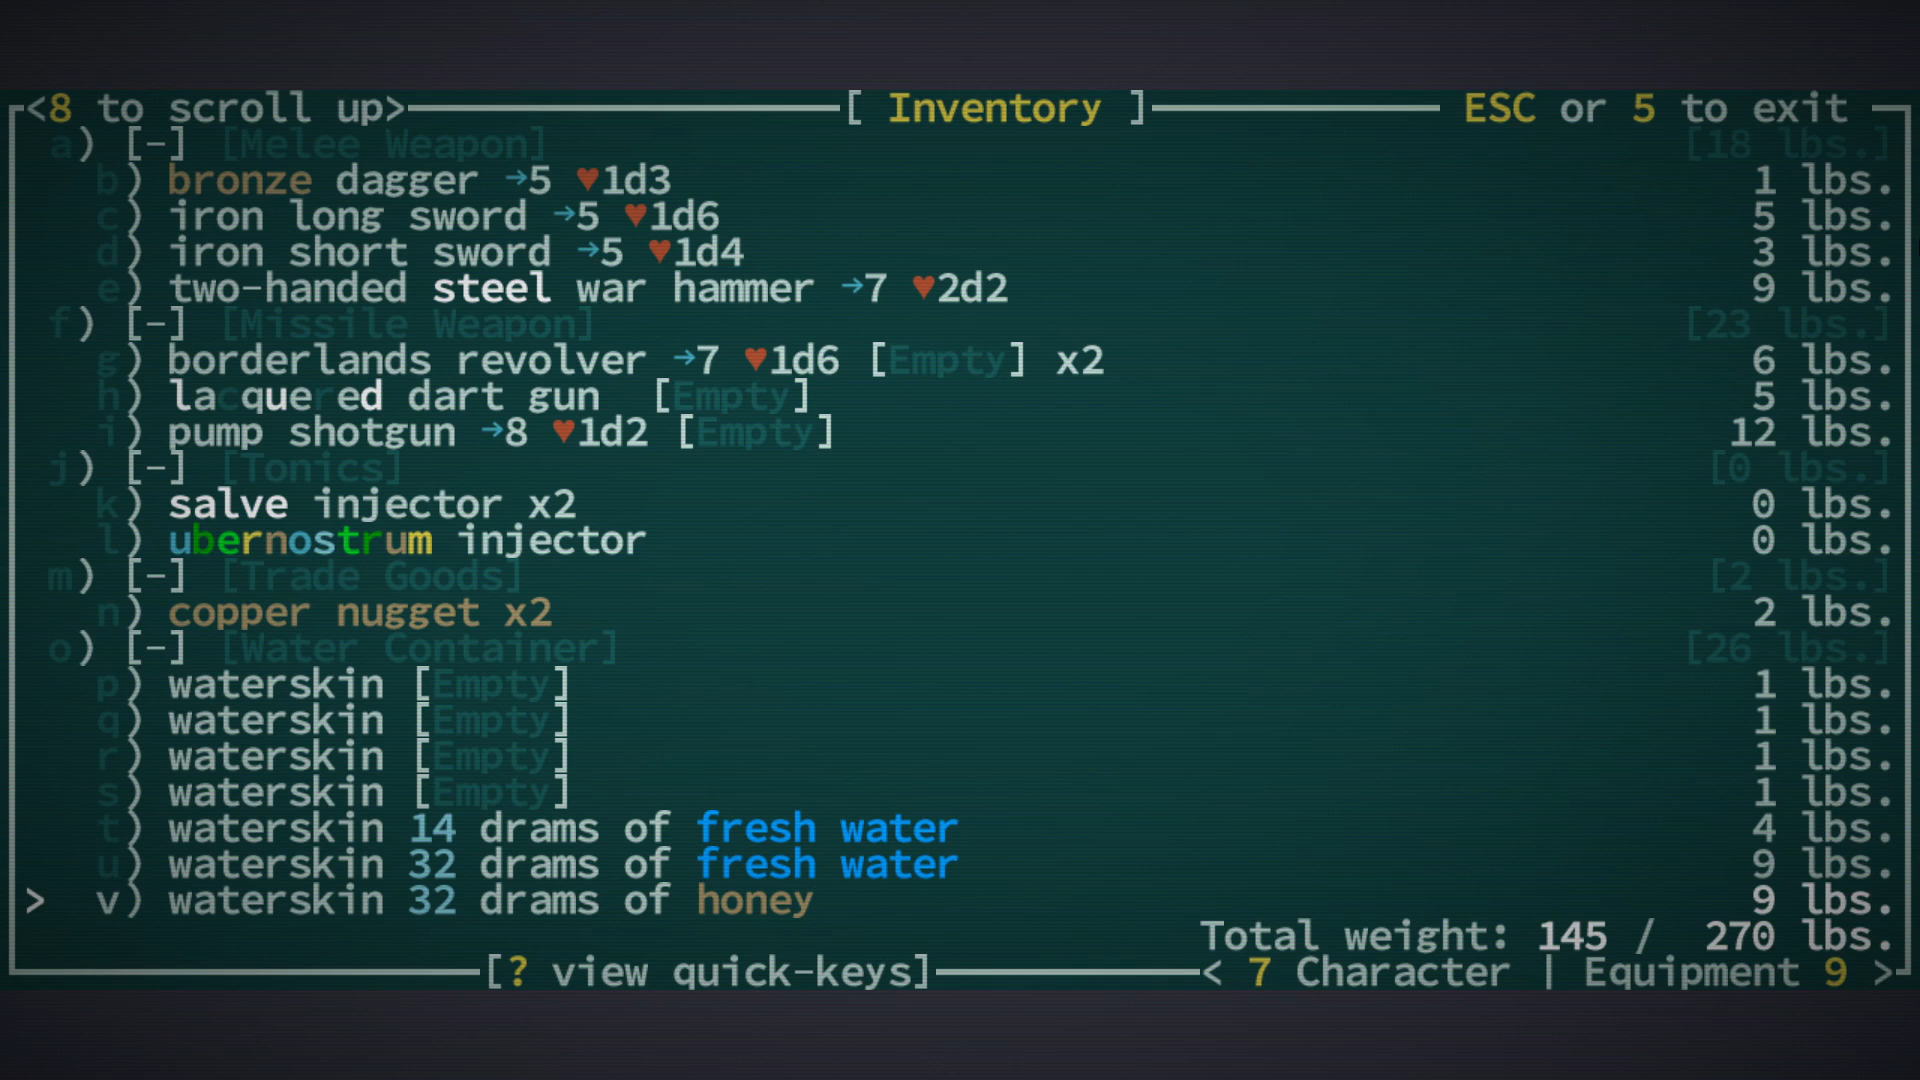 <8 to scroll up> [ Inventory ] ESC or 5 to exit
a) [-] [Melee Weapon] [18 lbs.]
b) bronze dagger →5 ♥1d3 1 lbs.
c) iron long sword →5 ♥1d6 5 lbs.
d) iron short sword →5 ♥1d4 3 lbs.
e) two-handed steel war hammer →7 ♥2d2 9 lbs.
f) [-] [Missile Weapon] [23 lbs.]
g) borderlands revolver →7 ♥1d6 [Empty] x2 6 lbs.
h) lacquered dart gun [Empty] 5 lbs.
i) pump shotgun →8 ♥1d2 [Empty] 12 lbs.
j) [-] [Tonics] [0 lbs.]
k) salve injector x2 0 lbs.
l) ubernostrum injector 0 lbs.
m) [-] [Trade Goods] [2 lbs.]
n) copper nugget x2 2 lbs.
o) [-] [Water Container] [26 lbs.]
p) waterskin [Empty] 1 lbs.
q) waterskin [Empty] 1 lbs.
r) waterskin [Empty] 1 lbs.
s) waterskin [Empty] 1 lbs.
t) waterskin 14 drams of fresh water 4 lbs.
u) waterskin 32 drams of fresh water 9 lbs.
> v) waterskin 32 drams of honey 9 lbs.
Total weight: 145 / 270 lbs.
[? view quick-keys] < 7 Character | Equipment 9 >